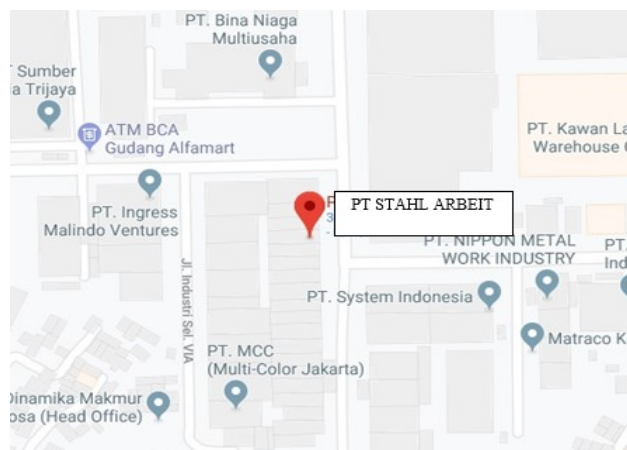 PT. Bina Niaga
Multiusaha
Sumber
a Trijaya
ATM BCA
Gudang Alfamart
PT. Kawan La
Warehouse
PT. Ingress
Malindo Ventures
PT STAHL ARBEIT
PT. NIPPON METAL
WORK INDUSTRY
PT.
Ind
Jl. Industri Sel. VIA
PT. System Indonesia
PT. MCC
(Multi-Color Jakarta)
Matraco K
Dinamika Makmur
osa (Head Office)